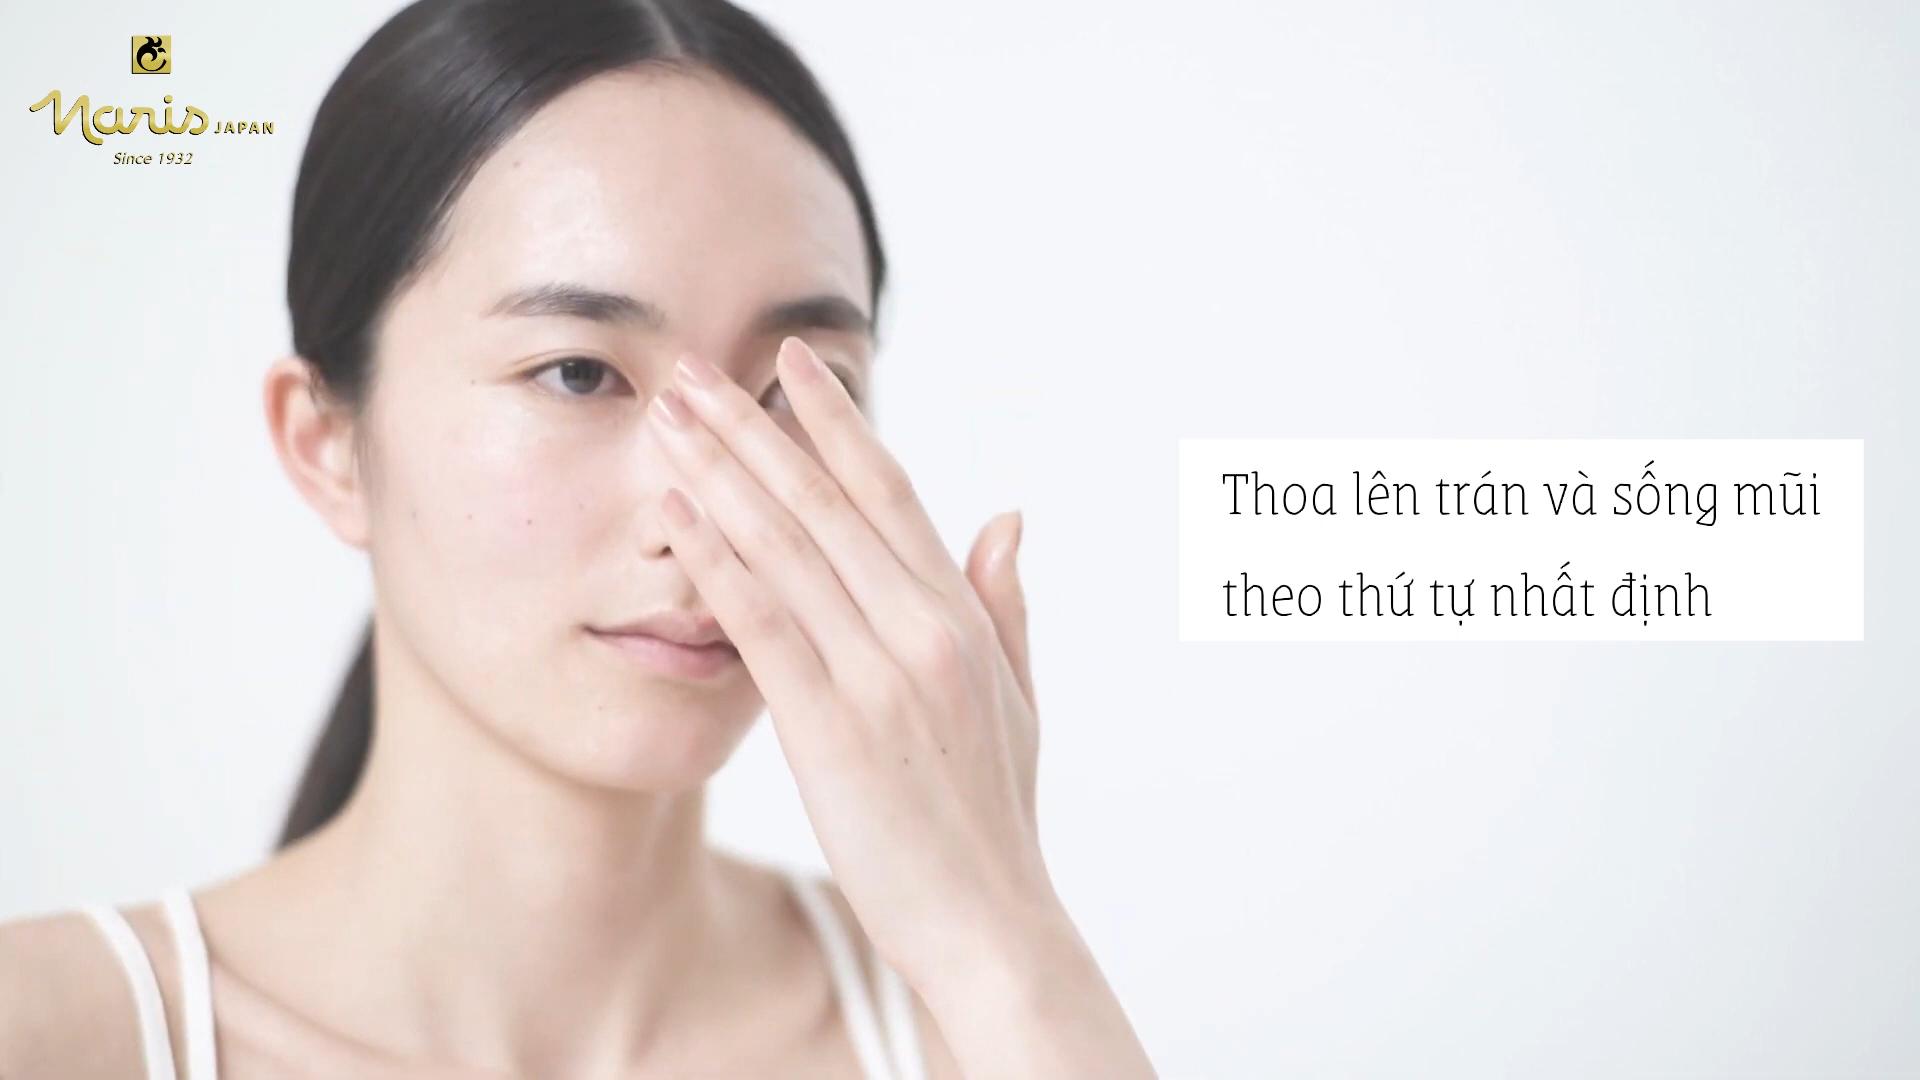 Naris JAPAN
Since 1932
Thoa lên trán và sống mũi
theo thứ tự nhất định